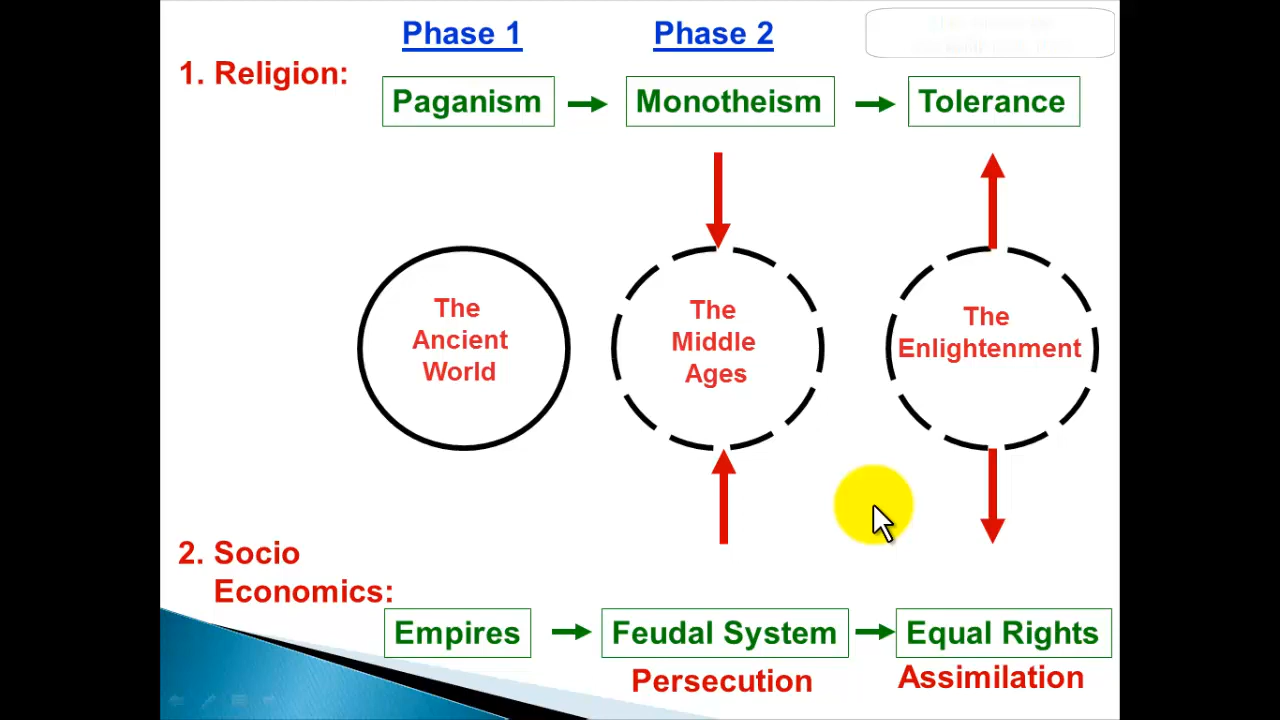 Phase 1
Phase 2
1. Religion:
Paganism
Monotheism
Tolerance
The
Ancient
World
The
Middle
Ages
The
Enlightenment
2. Socio
Economics:
Empires
Feudal System
Equal Rights
Persecution
Assimilation